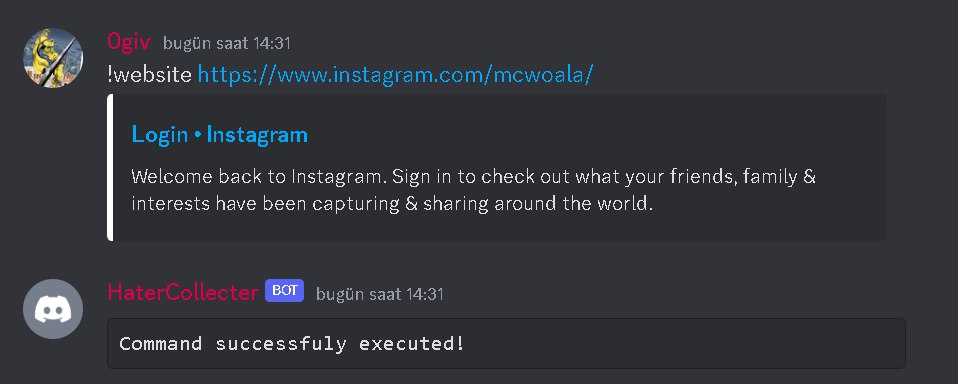 Ogiv bugün saat 14:31
!website https://www.instagram.com/mcwoala/
Login • Instagram
Welcome back to Instagram. Sign in to check out what your friends, family &
interests have been capturing & sharing around the world.
HaterCollecter BOT bugün saat 14:31
Command successfuly executed!